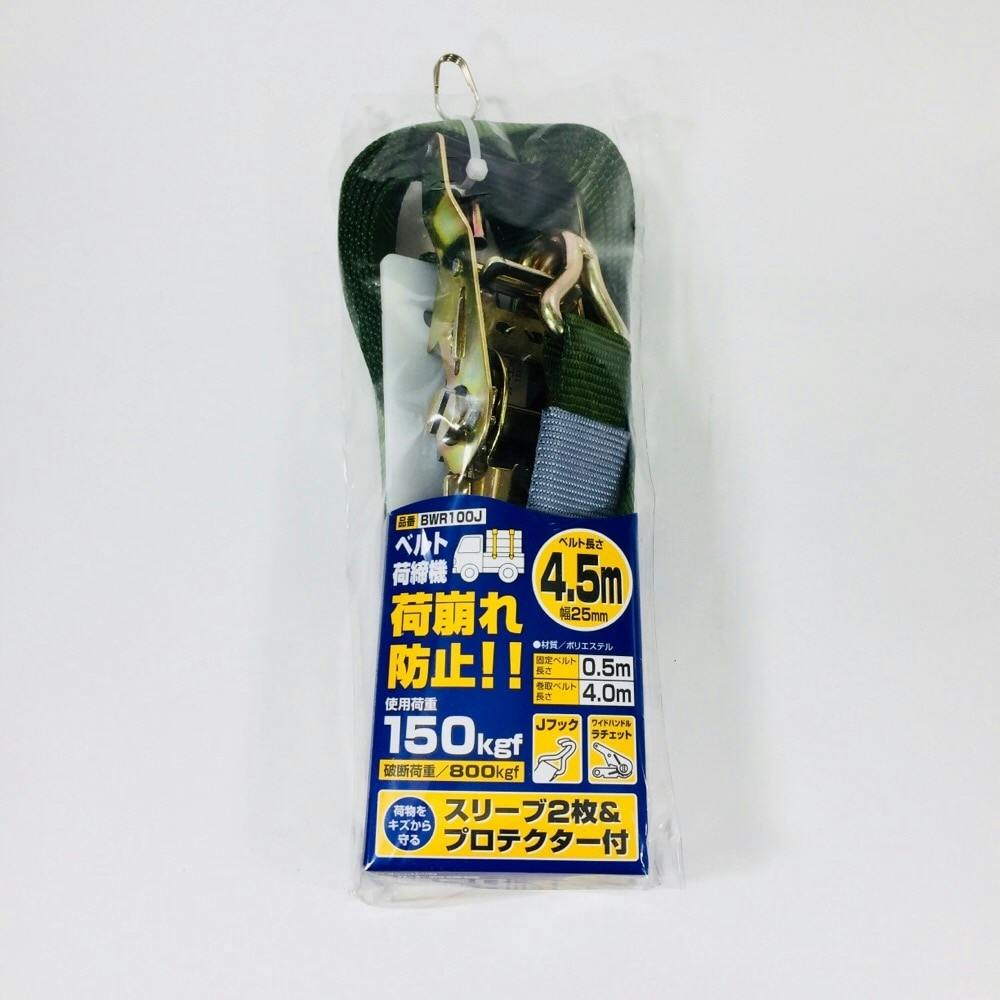 品番 BWR100J
ベルト
荷締機
荷崩れ
防止!!
ベルト長さ
4.5m
幅25mm
●材質/ポリエステル
固定ベルト
長さ
0.5m
巻取ベルト
長さ
4.0m
使用荷重
150kgf
破断荷重/800kgf
Jフック
ワイドハンドル
ラチェット
荷物を
キズから
守る
スリーブ2枚&
プロテクター付